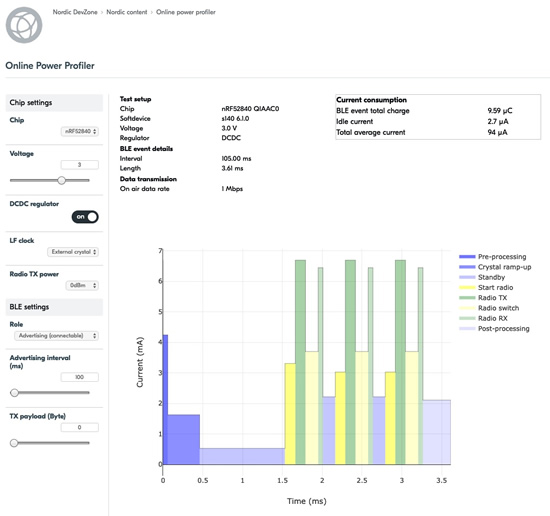 Nordic DevZone › Nordic content › Online power profiler
Online Power Profiler
Chip settings
Chip
nRF52840
Voltage
3
DCDC regulator
on
LF clock
External crystal
Radio TX power
0dBm
BLE settings
Role
Advertising (connectable)
Advertising interval
(ms)
100
TX payload (Byte)
0
Test setup
Chip nRF52840 QIAAC0
Softdevice s140 6.1.0
Voltage 3.0 V
Regulator DCDC
BLE event details
Interval 105.00 ms
Length 3.61 ms
Data transmission
On air data rate 1 Mbps
Current consumption
BLE event total charge 9.59 µC
Idle current 2.7 µA
Total average current 94 µA
Current (mA)
7
6
5
4
3
2
1
0
0 0.5 1 1.5 2 2.5 3 3.5
Time (ms)
Pre-processing
Crystal ramp-up
Standby
Start radio
Radio TX
Radio switch
Radio RX
Post-processing